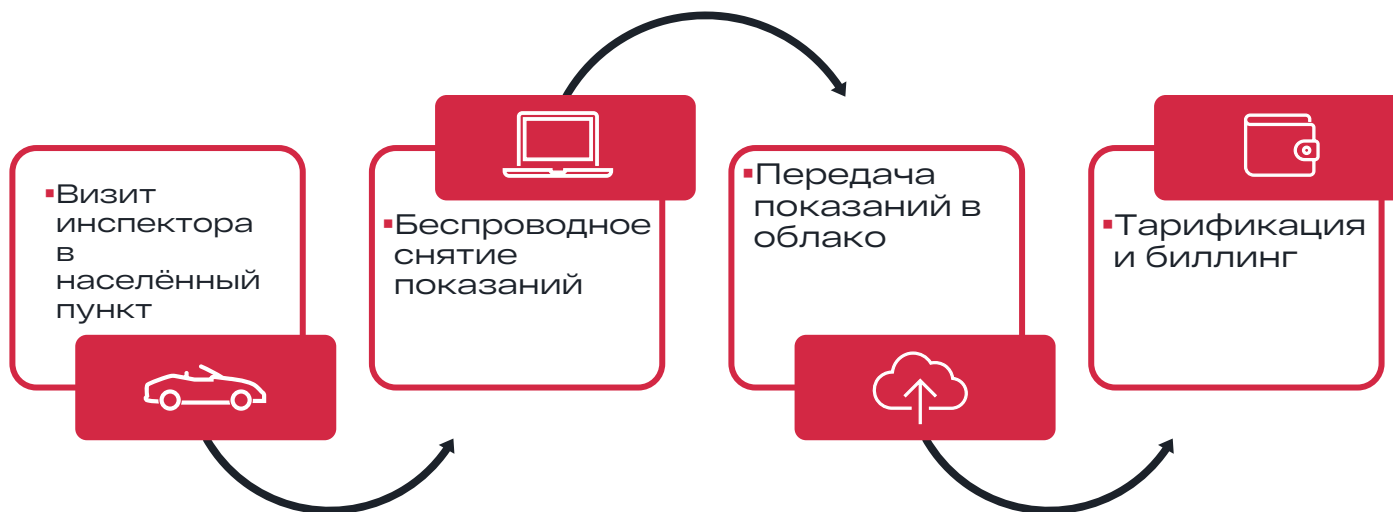 ▪Визит
инспектора
в
населённый
пункт
▪Беспроводное
снятие
показаний
▪Передача
показаний в
облако
▪Тарификация
и биллинг